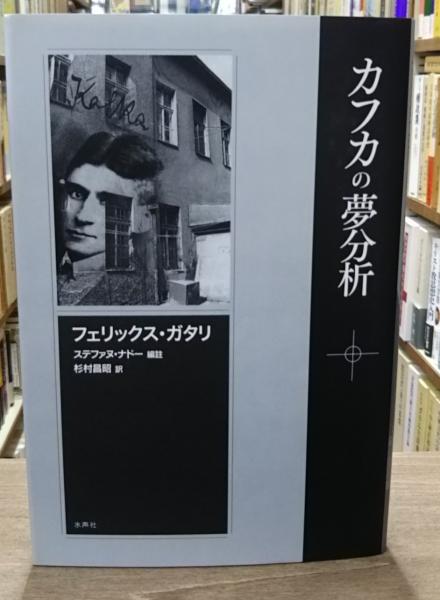 カフカの夢分析
Kafka
フェリックス・ガタリ
ステファヌ・ナドー 編註
杉村昌昭 訳
水声社